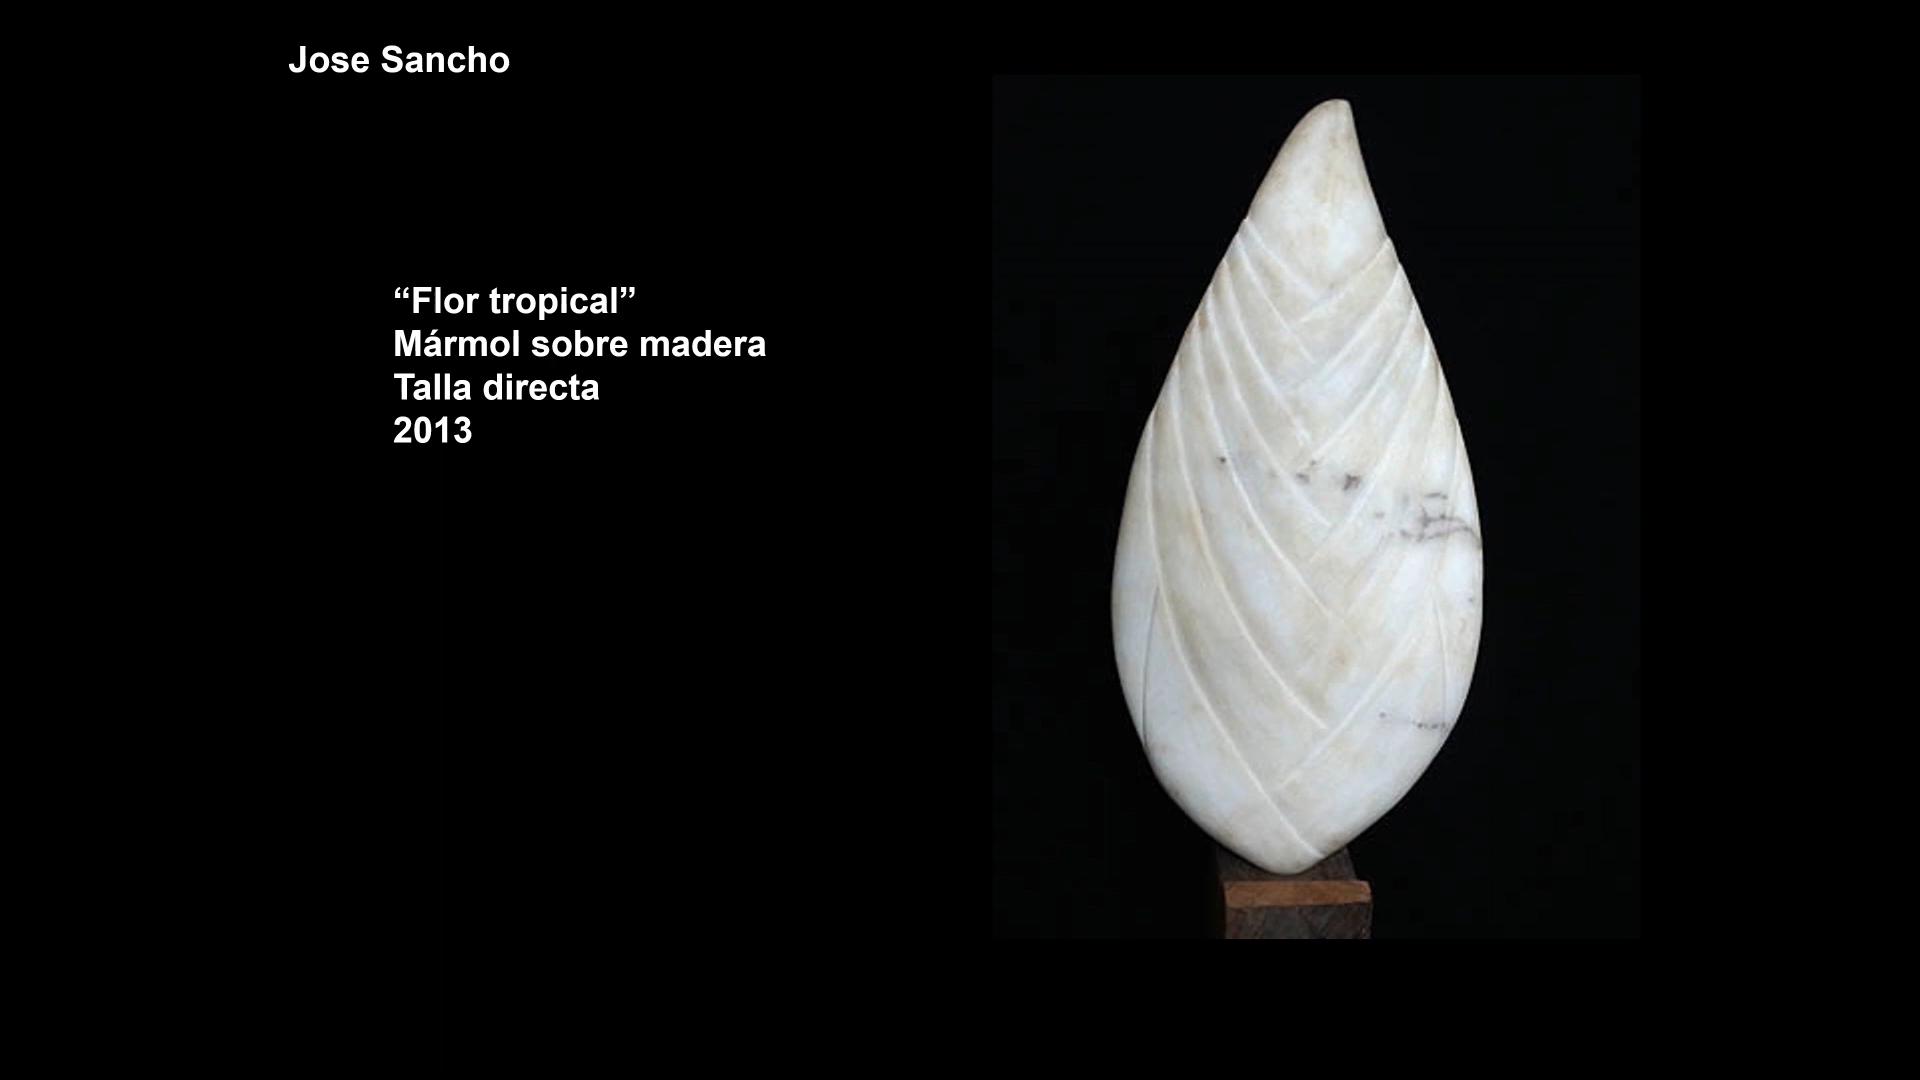 Jose Sancho
“Flor tropical”
Mármol sobre madera
Talla directa
2013